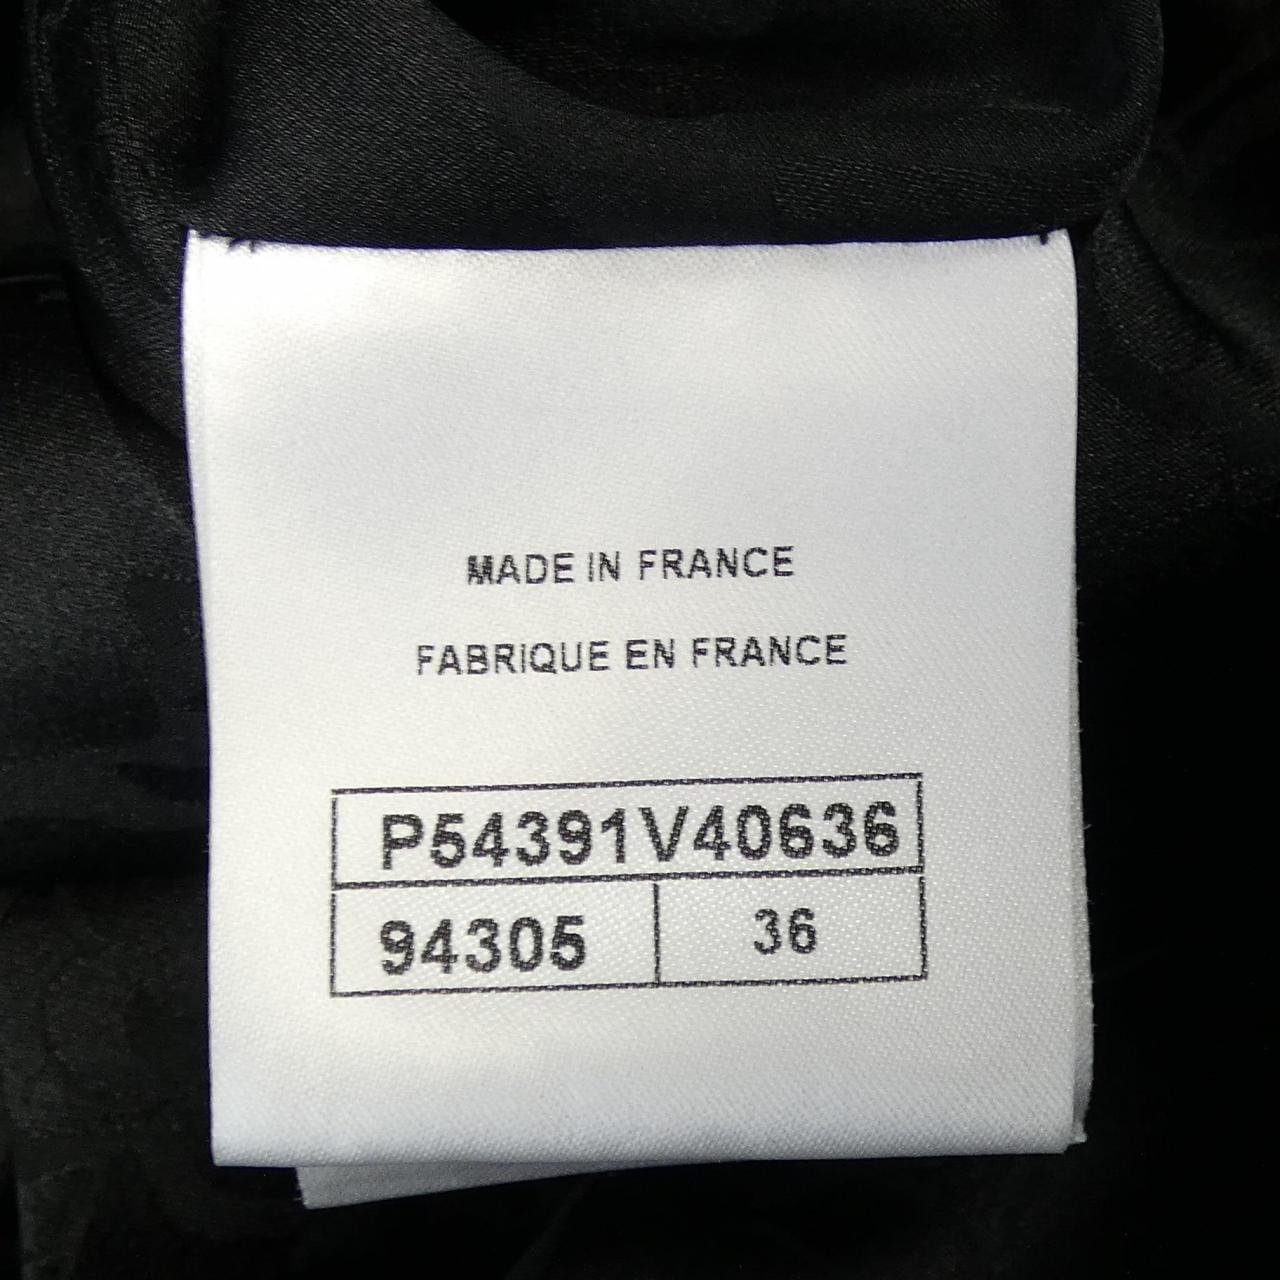 MADE IN FRANCE
FABRIQUE EN FRANCE
P54391V40636
94305 36